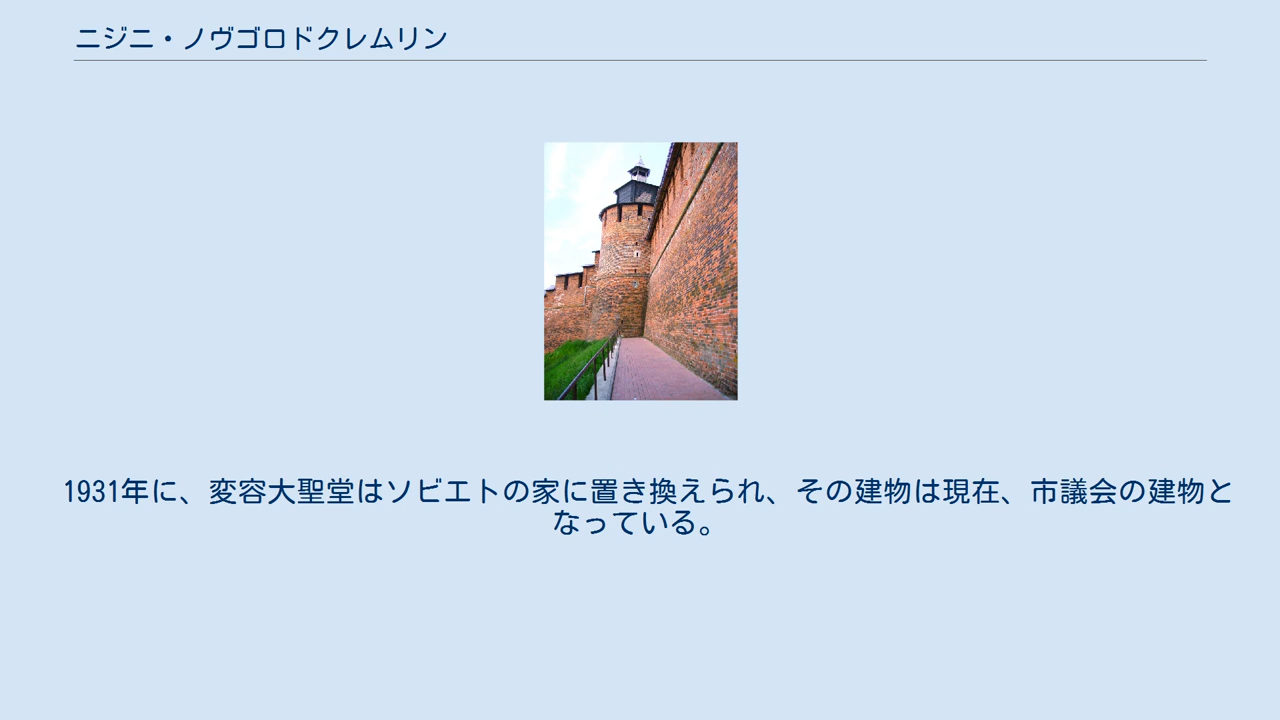 ニジニ・ノヴゴロドクレムリン
1931年に、変容大聖堂はソビエトの家に置き換えられ、その建物は現在、市議会の建物と
なっている。